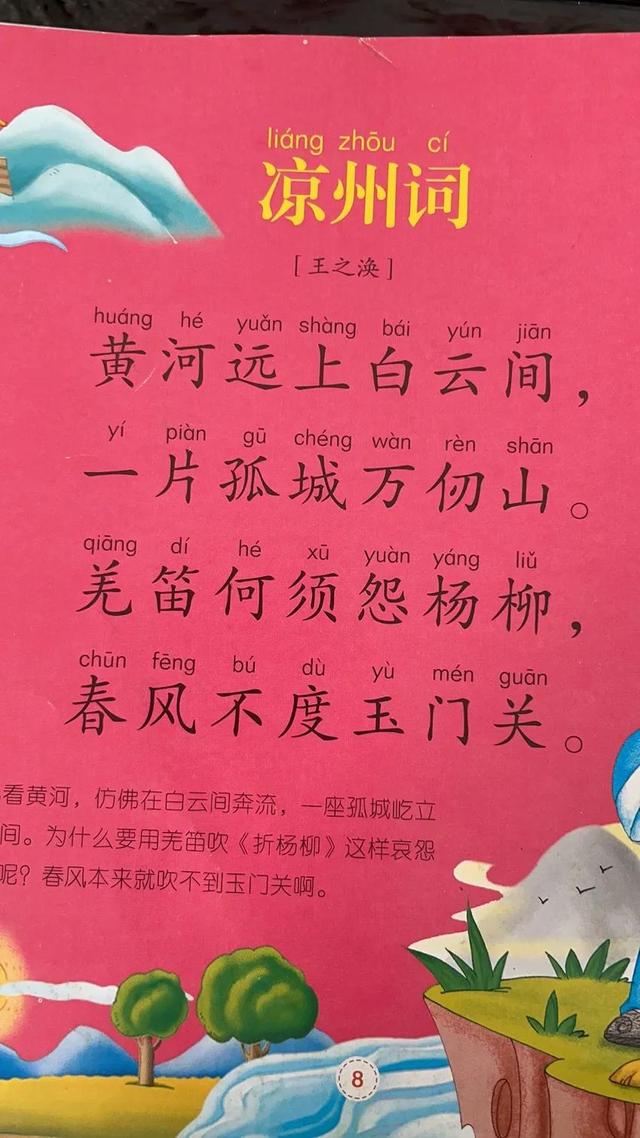 liáng zhōu cí
凉州词
[王之涣]
huáng hé yuǎn shàng bái yún jiān
黄河远上白云间，
yí piàn gū chéng wàn rèn shān
一片孤城万仞山。
qiāng dí hé xū yuàn yáng liǔ
羌笛何须怨杨柳，
chūn fēng bú dù yù mén guān
春风不度玉门关。
看黄河，仿佛在白云间奔流，一座孤城屹立
间。为什么要用羌笛吹《折杨柳》这样哀怨
呢？春风本来就吹不到玉门关啊。
8